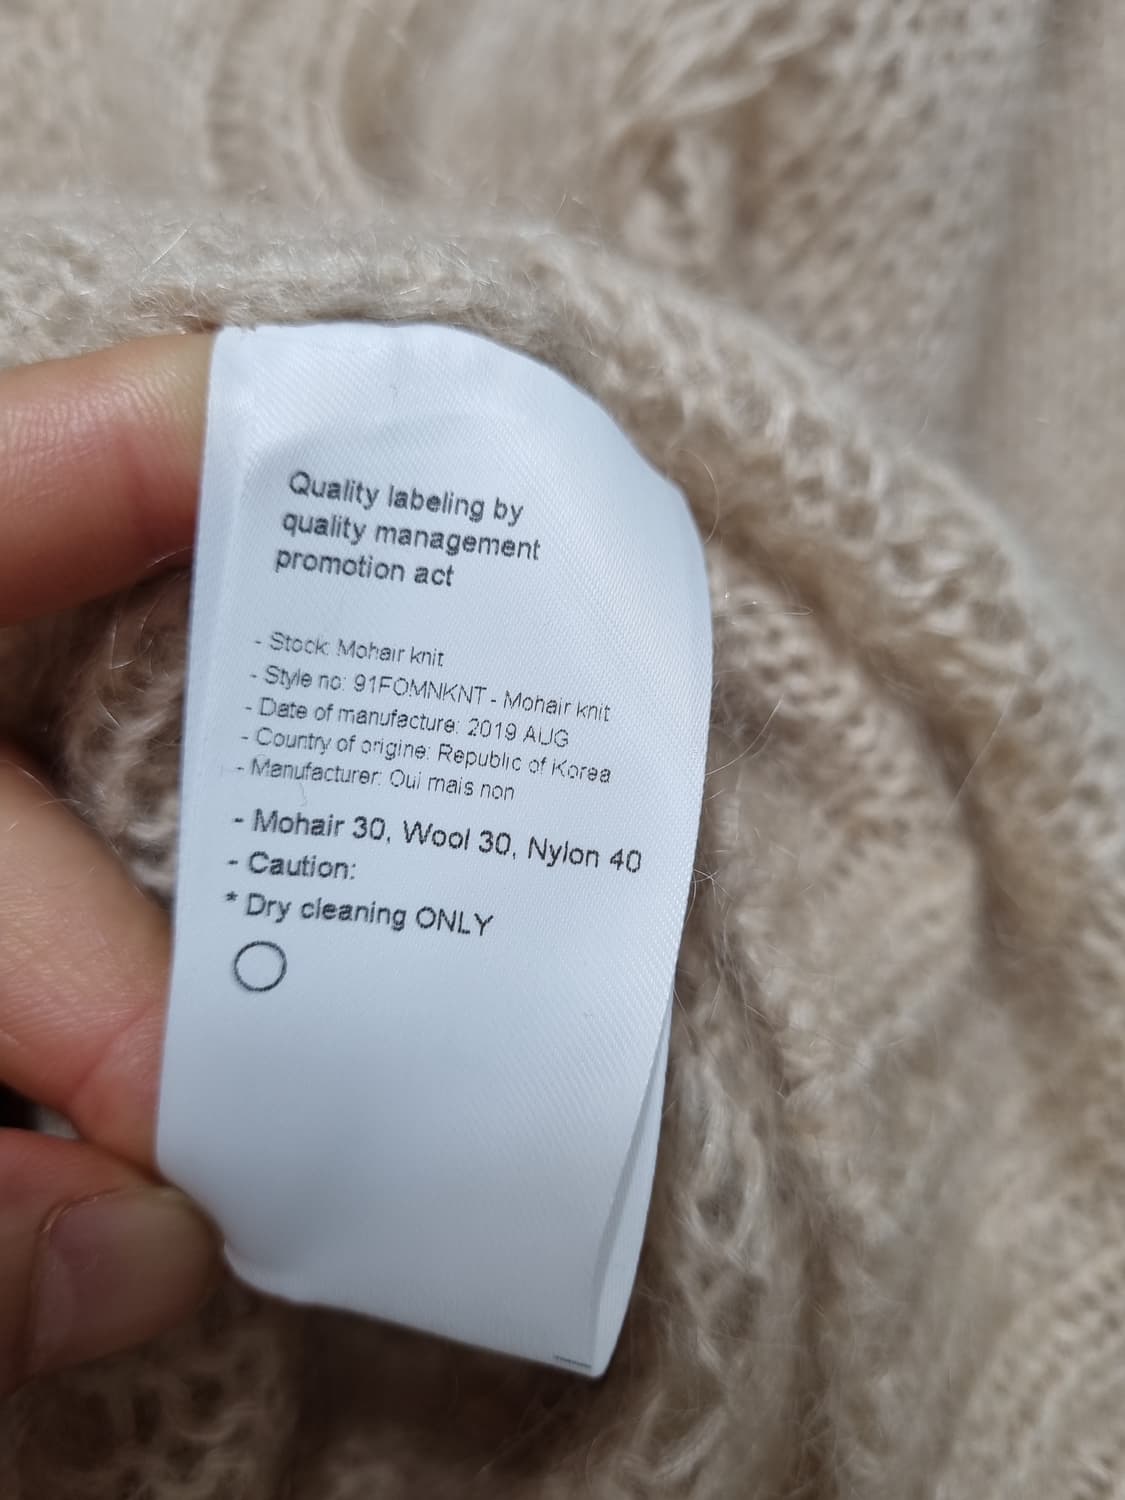 Quality labeling by
quality management
promotion act
- Stock: Mohair knit
- Style no: 91FOMNKNT - Mohair knit
- Date of manufacture: 2019 AUG
- Country of origine: Republic of Korea
- Manufacturer: Oui mais non
- Mohair 30, Wool 30, Nylon 40
- Caution:
* Dry cleaning ONLY